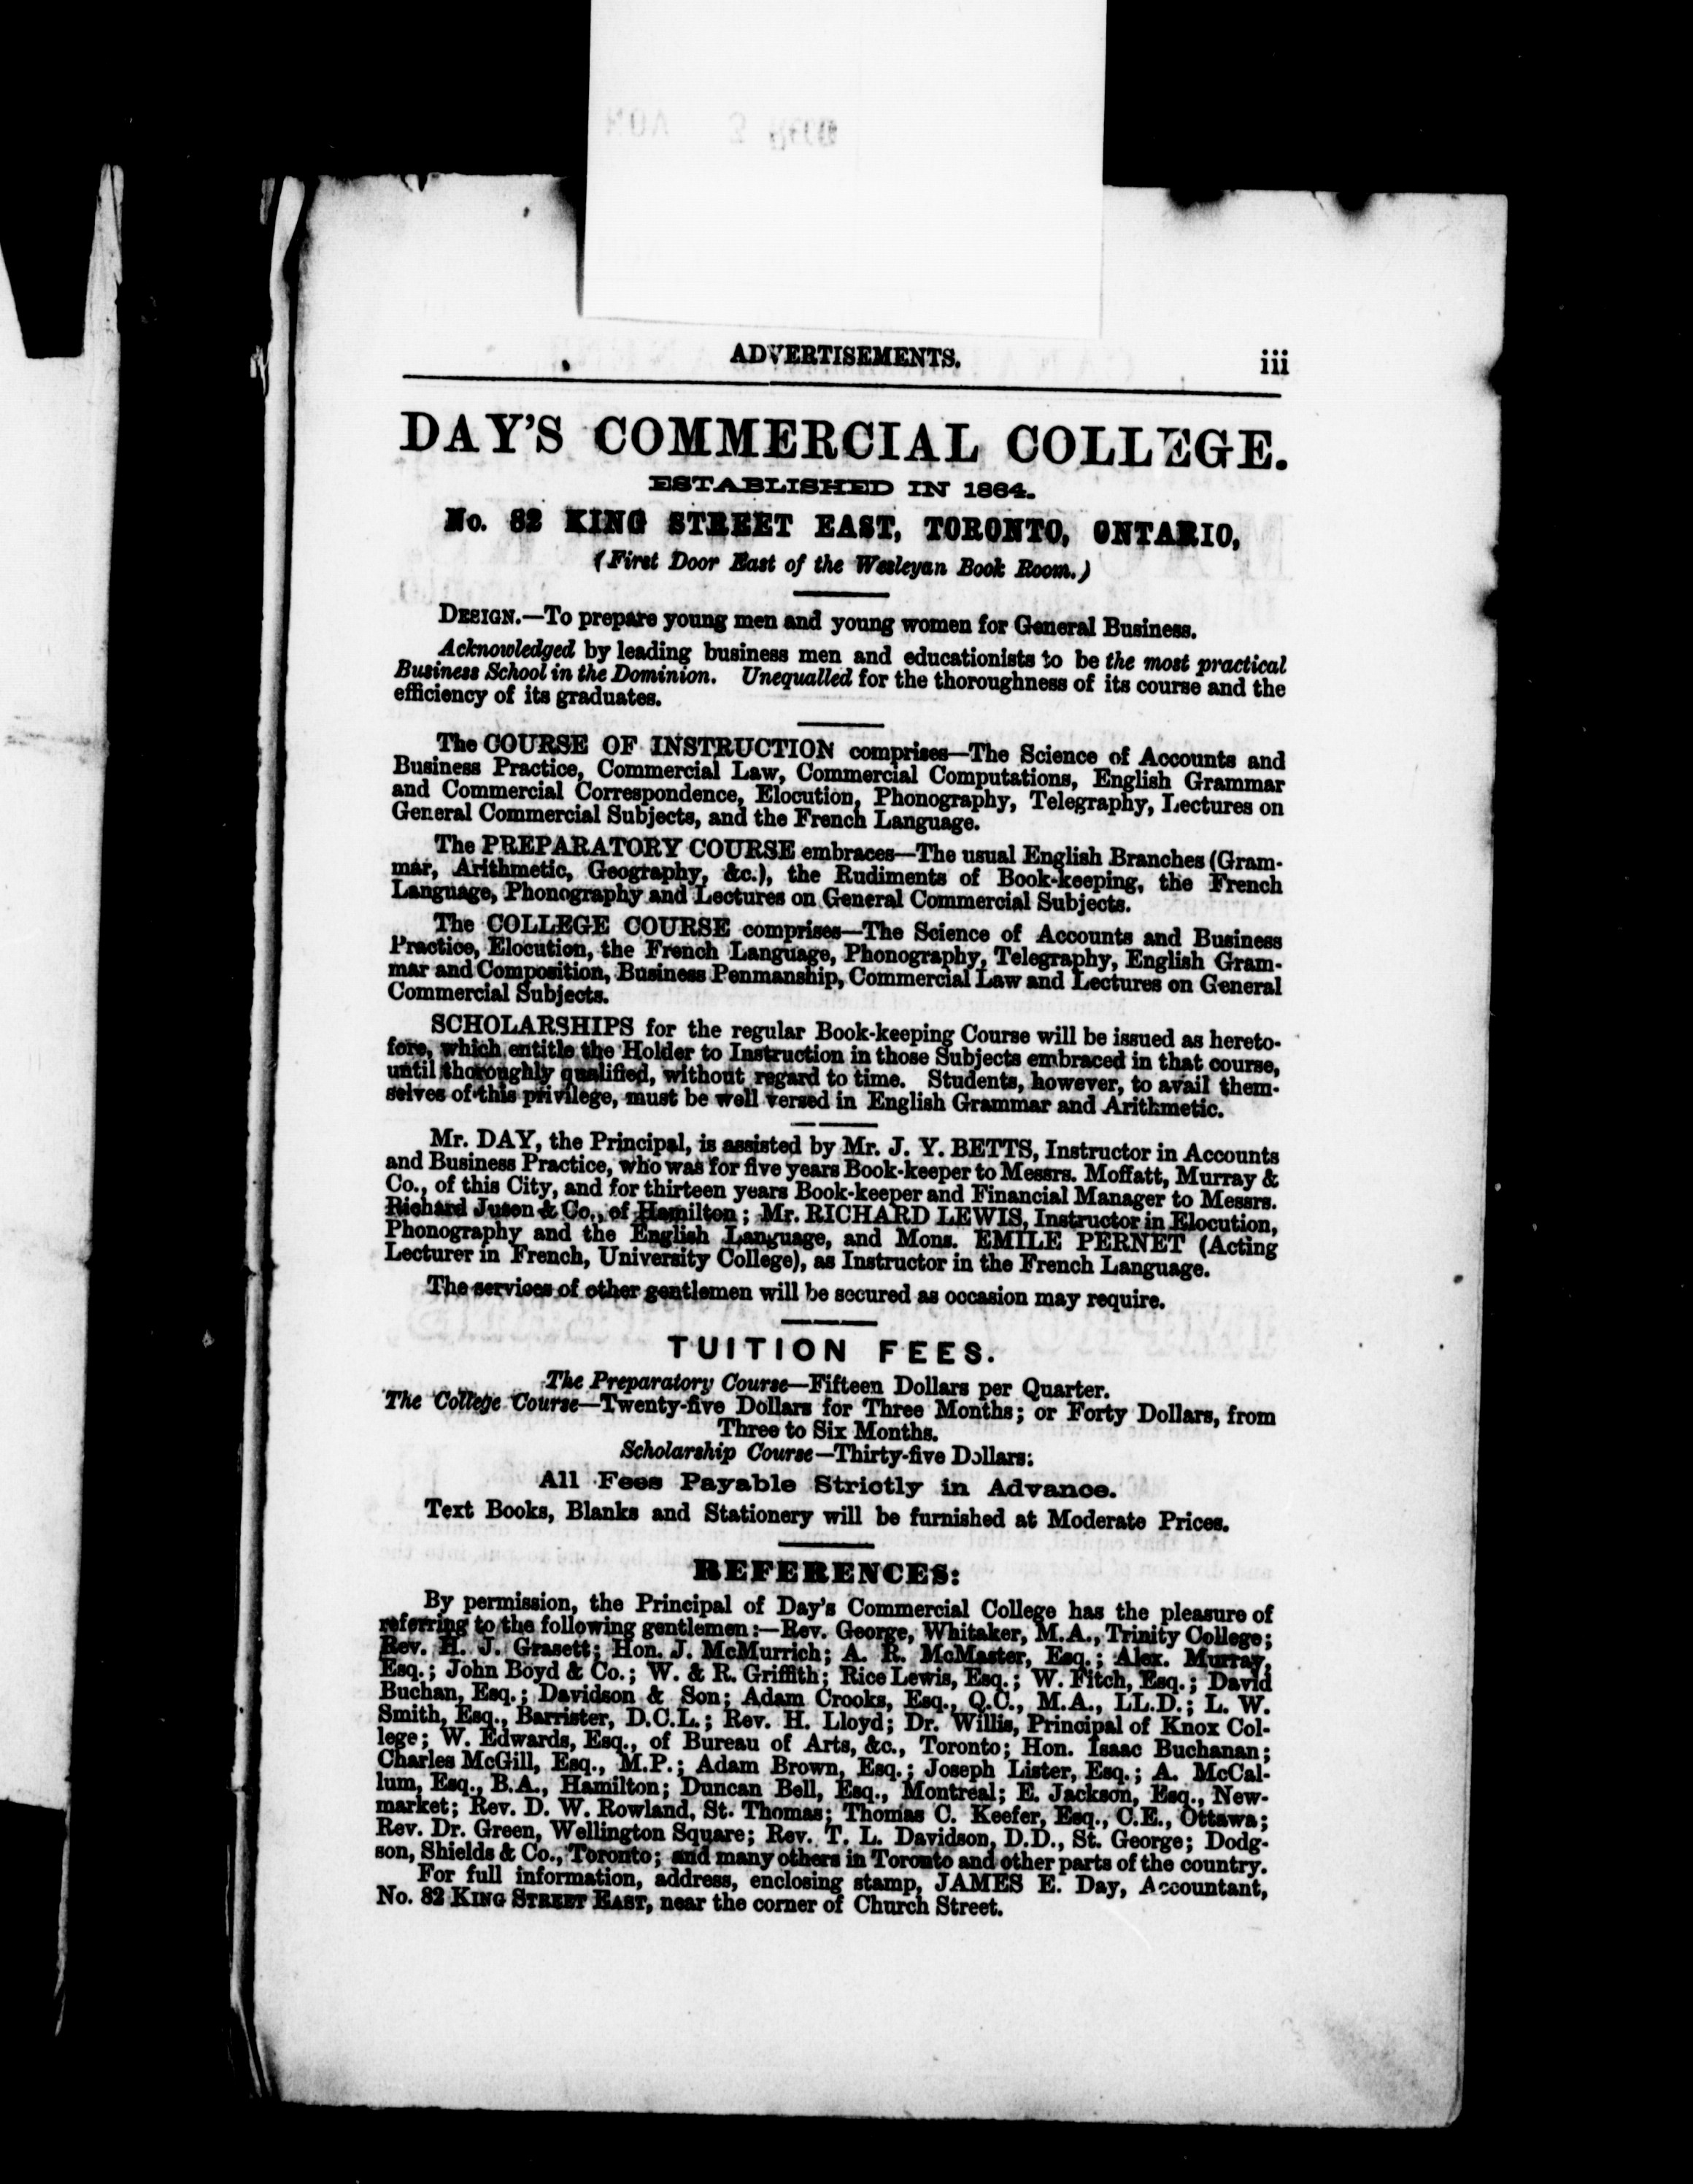 NOV 2 REC'D
ADVERTISEMENTS. iii
DAY'S COMMERCIAL COLLEGE.
ESTABLISHED IN 1864.
No. 82 KING STREET EAST, TORONTO, ONTARIO,
(First Door East of the Wesleyan Book Room.)
DESIGN.—To prepare young men and young women for General Business.
Acknowledged by leading business men and educationists to be the most practical
Business School in the Dominion. Unequalled for the thoroughness of its course and the
efficiency of its graduates.
The COURSE OF INSTRUCTION comprises—The Science of Accounts and
Business Practice, Commercial Law, Commercial Computations, English Grammar
and Commercial Correspondence, Elocution, Phonography, Telegraphy, Lectures on
General Commercial Subjects, and the French Language.
The PREPARATORY COURSE embraces—The usual English Branches (Gram-
mar, Arithmetic, Geography, &c.), the Rudiments of Book-keeping, the French
Language, Phonography and Lectures on General Commercial Subjects.
The COLLEGE COURSE comprises—The Science of Accounts and Business
Practice, Elocution, the French Language, Phonography, Telegraphy, English Gram-
mar and Composition, Business Penmanship, Commercial Law and Lectures on General
Commercial Subjects.
SCHOLARSHIPS for the regular Book-keeping Course will be issued as hereto-
fore, which entitle the Holder to Instruction in those Subjects embraced in that course,
until thoroughly qualified, without regard to time. Students, however, to avail them-
selves of this privilege, must be well versed in English Grammar and Arithmetic.
Mr. DAY, the Principal, is assisted by Mr. J. Y. BETTS, Instructor in Accounts
and Business Practice, who was for five years Book-keeper to Messrs. Moffatt, Murray &
Co., of this City, and for thirteen years Book-keeper and Financial Manager to Messrs.
Richard Juson & Co., of Hamilton; Mr. RICHARD LEWIS, Instructor in Elocution,
Phonography and the English Language, and Mons. EMILE PERNET (Acting
Lecturer in French, University College), as Instructor in the French Language.
The services of other gentlemen will be secured as occasion may require.
TUITION FEES.
The Preparatory Course—Fifteen Dollars per Quarter.
The College Course—Twenty-five Dollars for Three Months; or Forty Dollars, from
Three to Six Months.
Scholarship Course—Thirty-five Dollars.
All Fees Payable Strictly in Advance.
Text Books, Blanks and Stationery will be furnished at Moderate Prices.
REFERENCES:
By permission, the Principal of Day's Commercial College has the pleasure of
referring to the following gentlemen:—Rev. George, Whitaker, M.A., Trinity College;
Rev. H. J. Grasett; Hon. J. McMurrich; A. R. McMaster, Esq.; Alex. Murray,
Esq.; John Boyd & Co.; W. & R. Griffith; Rice Lewis, Esq.; W. Fitch, Esq.; David
Buchan, Esq.; Davidson & Son; Adam Crooks, Esq., Q.C., M.A., LL.D.; L. W.
Smith, Esq., Barrister, D.C.L.; Rev. H. Lloyd; Dr. Willis, Principal of Knox Col-
lege; W. Edwards, Esq., of Bureau of Arts, &c., Toronto; Hon. Isaac Buchanan;
Charles McGill, Esq., M.P.; Adam Brown, Esq.; Joseph Lister, Esq.; A. McCal-
lum, Esq., B.A., Hamilton; Duncan Bell, Esq., Montreal; E. Jackson, Esq., New-
market; Rev. D. W. Rowland, St. Thomas; Thomas C. Keefer, Esq., C.E., Ottawa;
Rev. Dr. Green, Wellington Square; Rev. T. L. Davidson, D.D., St. George; Dodg-
son, Shields & Co., Toronto; and many others in Toronto and other parts of the country.
For full information, address, enclosing stamp, JAMES E. Day, Accountant,
No. 82 KING STREET EAST, near the corner of Church Street.